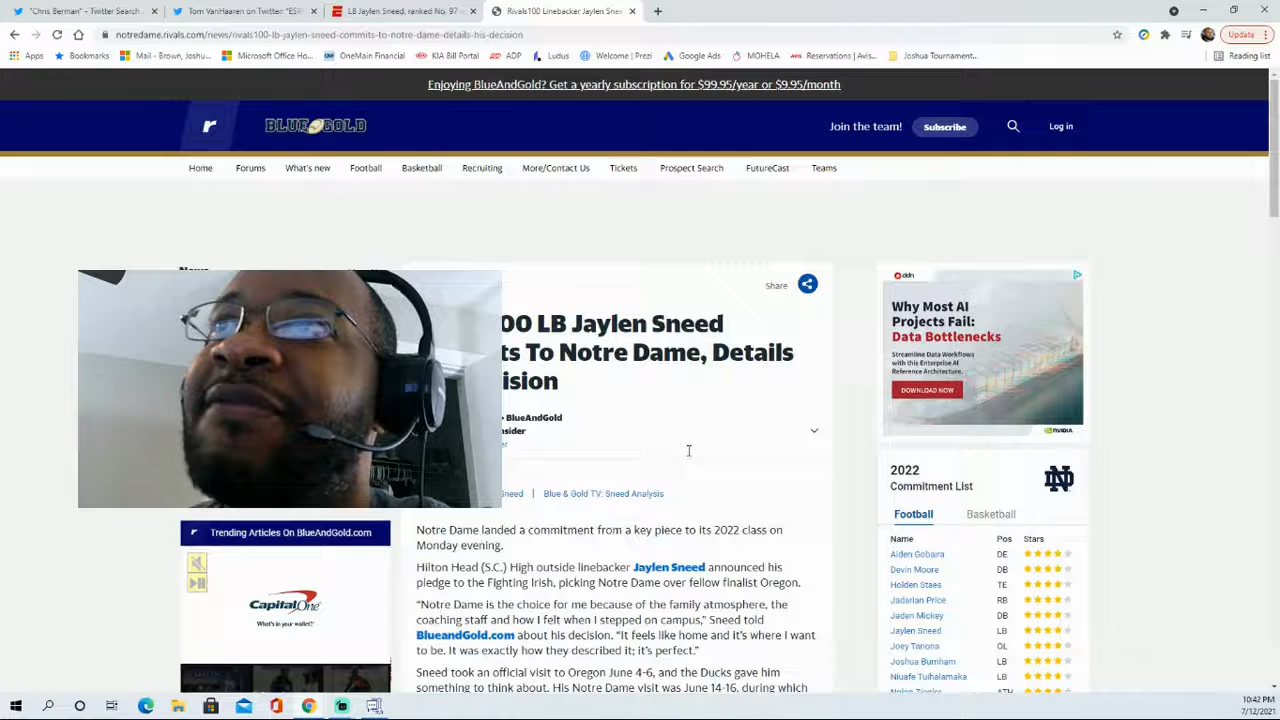 "Chris Berman" - Twitter Search
Tom VanHaaren on Twitter: "ESP
LB Jaylen Sneed, ranked No. 97
Rivals100 Linebacker Jaylen Snee
notredame.rivals.com/news/rivals100-lb-jaylen-sneed-commits-to-notre-dame-details-his-decision
Update
Apps
Bookmarks
Mail - Brown, Joshu...
Microsoft Office Ho...
OneMain Financial
KIA Bill Portal
ADP
Ludus
Welcome | Prezi
Google Ads
MOHELA
Reservations | Avis...
Joshua Tournament...
Reading list
Enjoying BlueAndGold? Get a yearly subscription for $99.95/year or $9.95/month
r
BLUE GOLD
Join the team!
Subscribe
Log in
Home
Forums
What's new
Football
Basketball
Recruiting
More/Contact Us
Tickets
Prospect Search
FutureCast
Teams
News
Share
00 LB Jaylen Sneed
ts To Notre Dame, Details
ision
• BlueAndGold
nsider
er
Sneed | Blue & Gold TV: Sneed Analysis
Notre Dame landed a commitment from a key piece to its 2022 class on
Monday evening.
Hilton Head (S.C.) High outside linebacker Jaylen Sneed announced his
pledge to the Fighting Irish, picking Notre Dame over fellow finalist Oregon.
“Notre Dame is the choice for me because of the family atmosphere, the
coaching staff and how I felt when I stepped on campus,” Sneed told
BlueandGold.com about his decision. “It feels like home and it’s where I want
to be. It was exactly how they described it; it’s perfect.”
Sneed took an official visit to Oregon June 4-6, and the Ducks gave him
something to think about. His Notre Dame visit was June 14-16, during which
Trending Articles On BlueAndGold.com
Capital One
What's in your wallet?
ddn
Why Most AI
Projects Fail:
Data Bottlenecks
Streamline Data Workflows
with this Enterprise AI
Reference Architecture.
DOWNLOAD NOW
NVIDIA
2022
Commitment List
ND
Football
Basketball
Name Pos Stars
Aiden Gobaira DE
Devin Moore DB
Holden Staes TE
Jadarian Price RB
Jaden Mickey DB
Jaylen Sneed LB
Joey Tanona OL
Joshua Burnham LB
Niuafe Tuihalamaka LB
Nolan Ziegler ATH
10:42 PM
7/12/2021